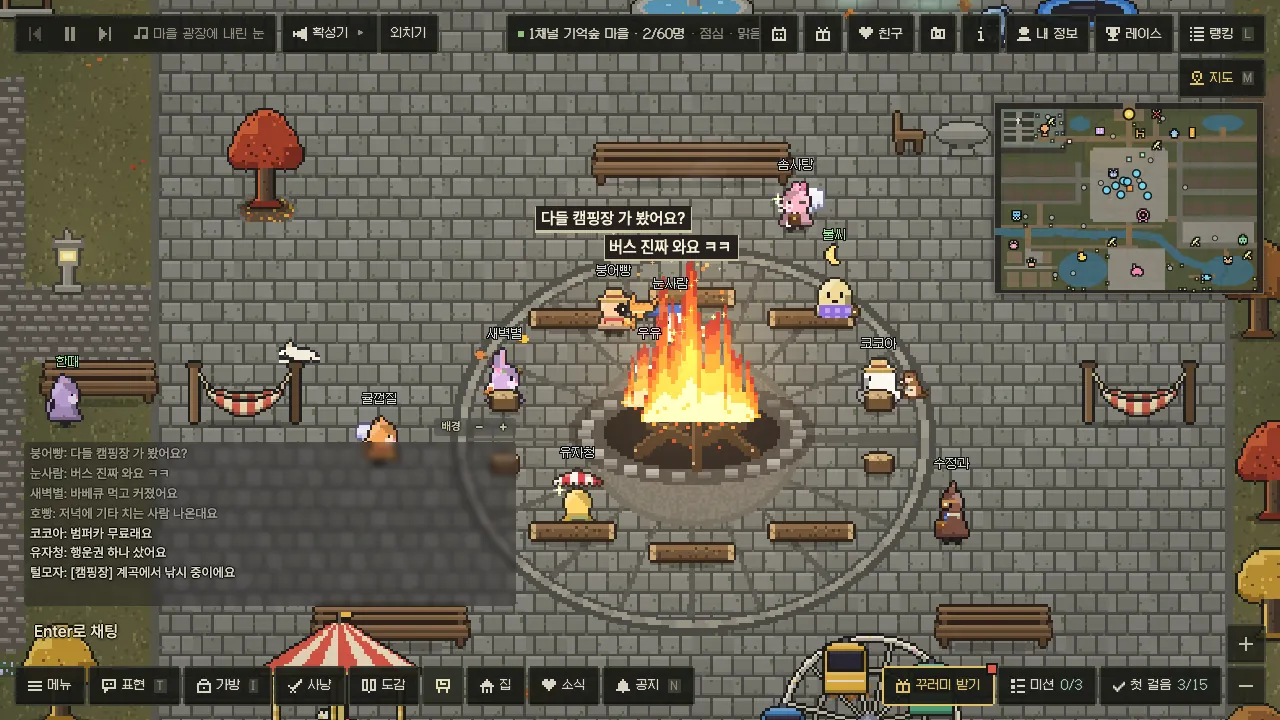 마을 광장에 내린 눈
확성기
외치기
1채널 기억숲 마을 · 2/60명 · 점심 · 맑음
친구
i
내 정보
레이스
랭킹 L
지도 M
솜사탕
다들 캠핑장 가 봤어요?
버스 진짜 와요 ㅋㅋ
불씨
붕어빵
눈사람
우유
새벽별
코코아
한때
귤껍질
배경 − +
유자청
수정과
붕어빵: 다들 캠핑장 가 봤어요?
눈사람: 버스 진짜 와요 ㅋㅋ
새벽별: 바베큐 먹고 커졌어요
호빵: 저녁에 기타 치는 사람 나온대요
코코아: 범퍼카 무료래요
유자청: 행운권 하나 샀어요
털모자: [캠핑장] 계곡에서 낚시 중이에요
Enter로 채팅
메뉴
표현 T
가방 I
사냥
도감
집
소식
공지 N
꾸러미 받기
미션 0/3
첫 걸음 3/15
+
−